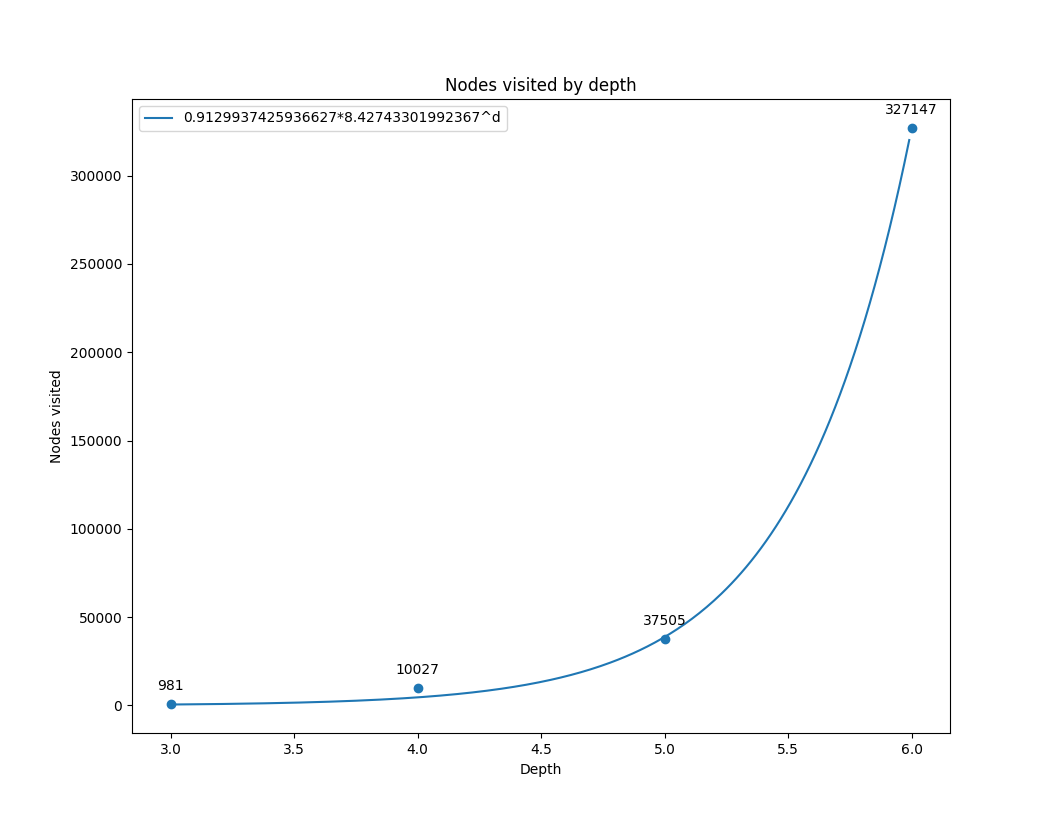 Nodes visited by depth
0.9129937425936627*8.42743301992367^d
327147
300000
250000
200000
150000
100000
50000
0
Nodes visited
37505
10027
981
3.0 3.5 4.0 4.5 5.0 5.5 6.0
Depth